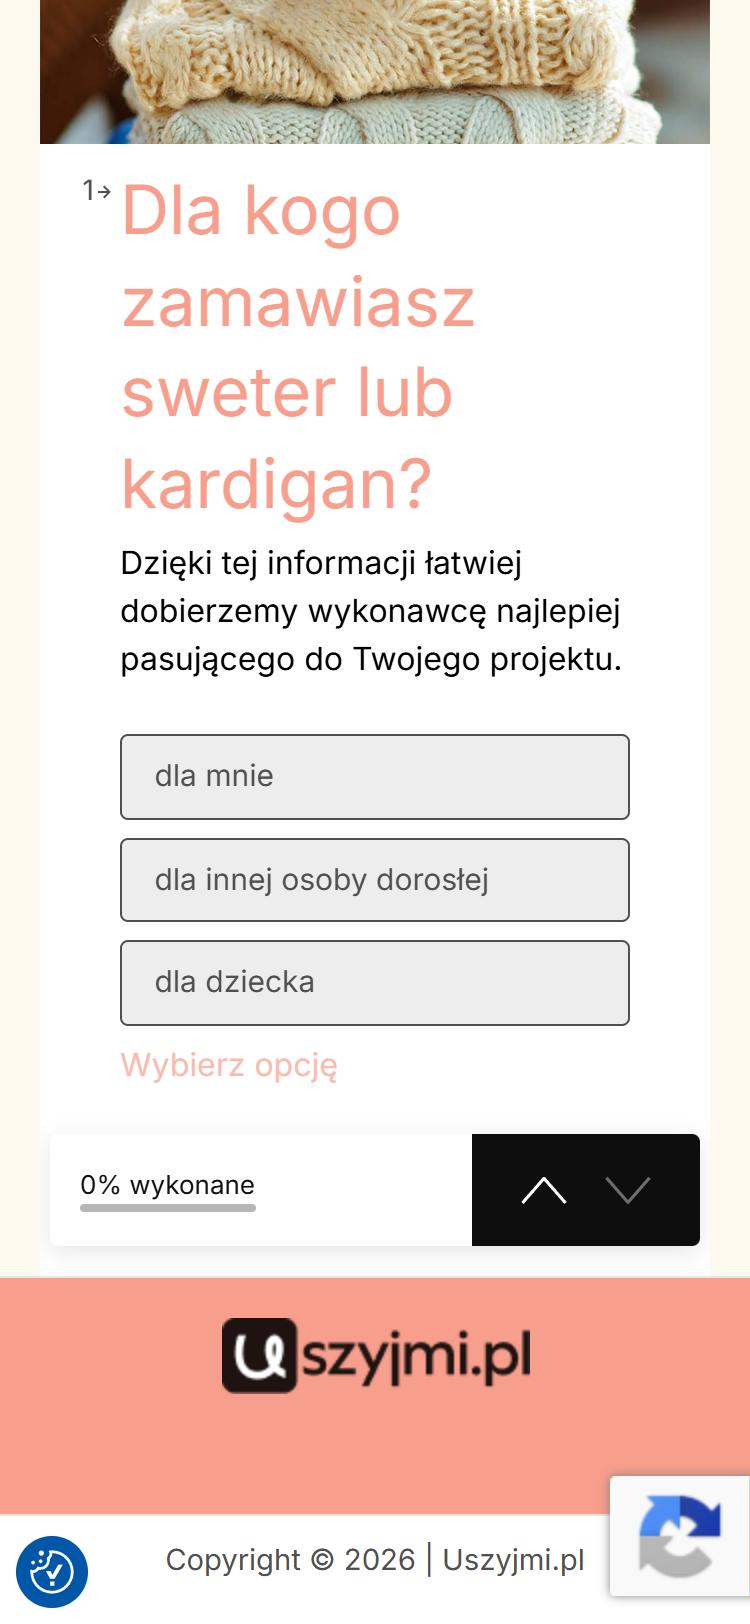 1→ Dla kogo
zamawiasz
sweter lub
kardigan?
Dzięki tej informacji łatwiej
dobierzemy wykonawcę najlepiej
pasującego do Twojego projektu.
dla mnie
dla innej osoby dorosłej
dla dziecka
Wybierz opcję
0% wykonane
uszyjmi.pl
Copyright © 2026 | Uszyjmi.pl